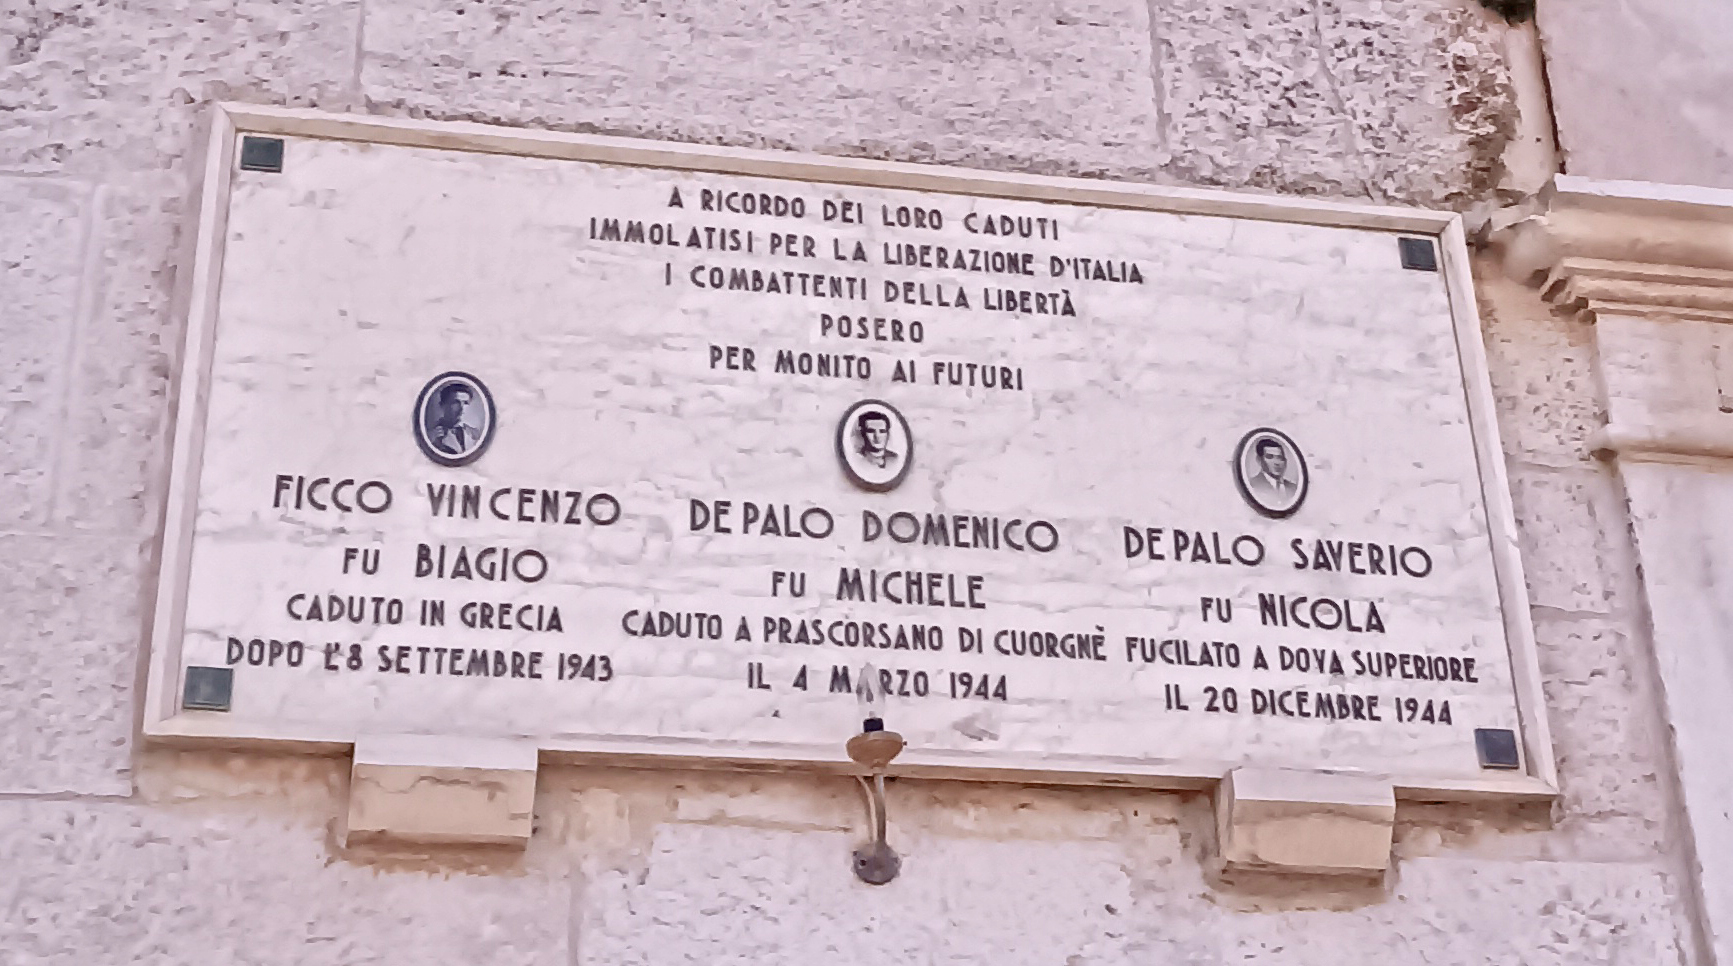 A RICORDO DEI LORO CADUTI
IMMOLATISI PER LA LIBERAZIONE D'ITALIA
I COMBATTENTI DELLA LIBERTÀ
POSERO
PER MONITO AI FUTURI
FICCO VINCENZO
FU BIAGIO
CADUTO IN GRECIA
DOPO L'8 SETTEMBRE 1943
DE PALO DOMENICO
FU MICHELE
CADUTO A PRASCORSANO DI CUORGNÈ
IL 4 MARZO 1944
DE PALO SAVERIO
FU NICOLA
FUCILATO A DOVA SUPERIORE
IL 20 DICEMBRE 1944